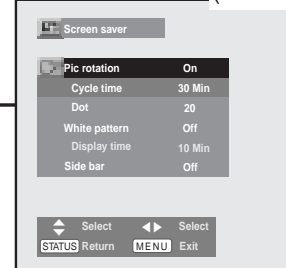 Screen saver
Pic rotation On
Cycle time 30 Min
Dot 20
White pattern Off
Display time 10 Min
Side bar Off
Select Select
STATUS Return MENU Exit